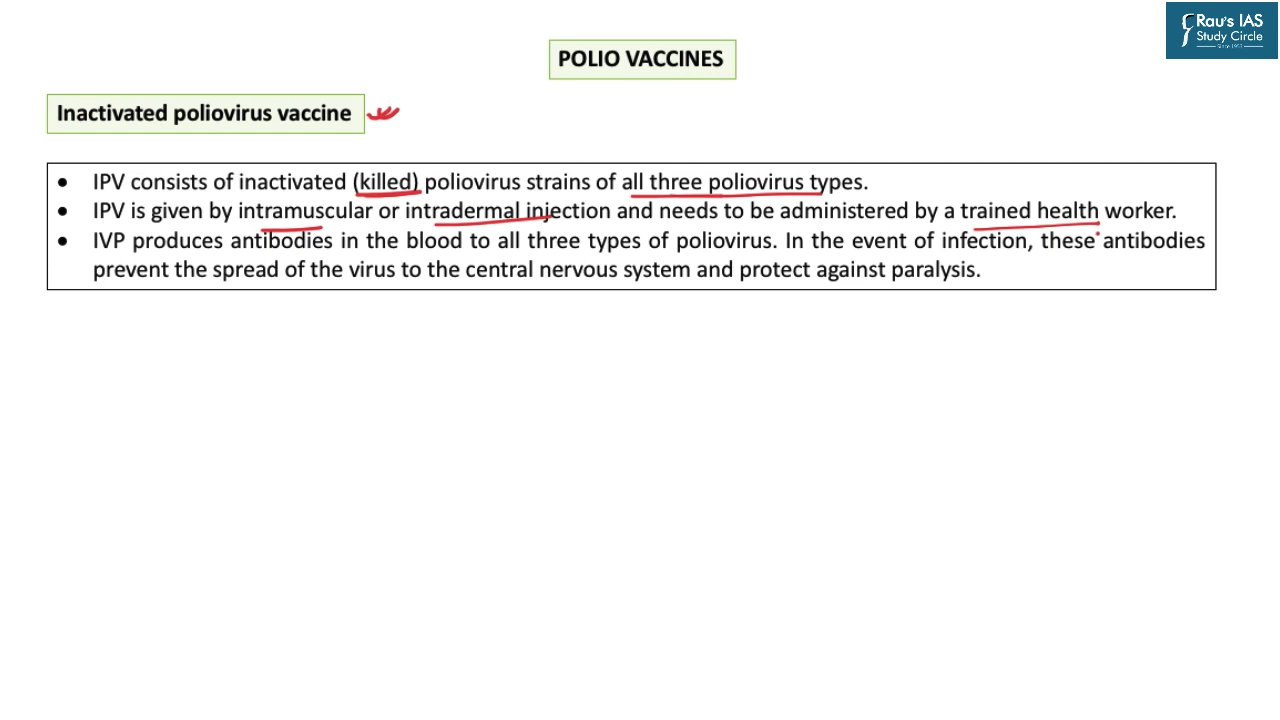 Rau's IAS
Study Circle
Since 1953
POLIO VACCINES
Inactivated poliovirus vaccine
• IPV consists of inactivated (killed) poliovirus strains of all three poliovirus types.
• IPV is given by intramuscular or intradermal injection and needs to be administered by a trained health worker.
• IVP produces antibodies in the blood to all three types of poliovirus. In the event of infection, these antibodies
prevent the spread of the virus to the central nervous system and protect against paralysis.